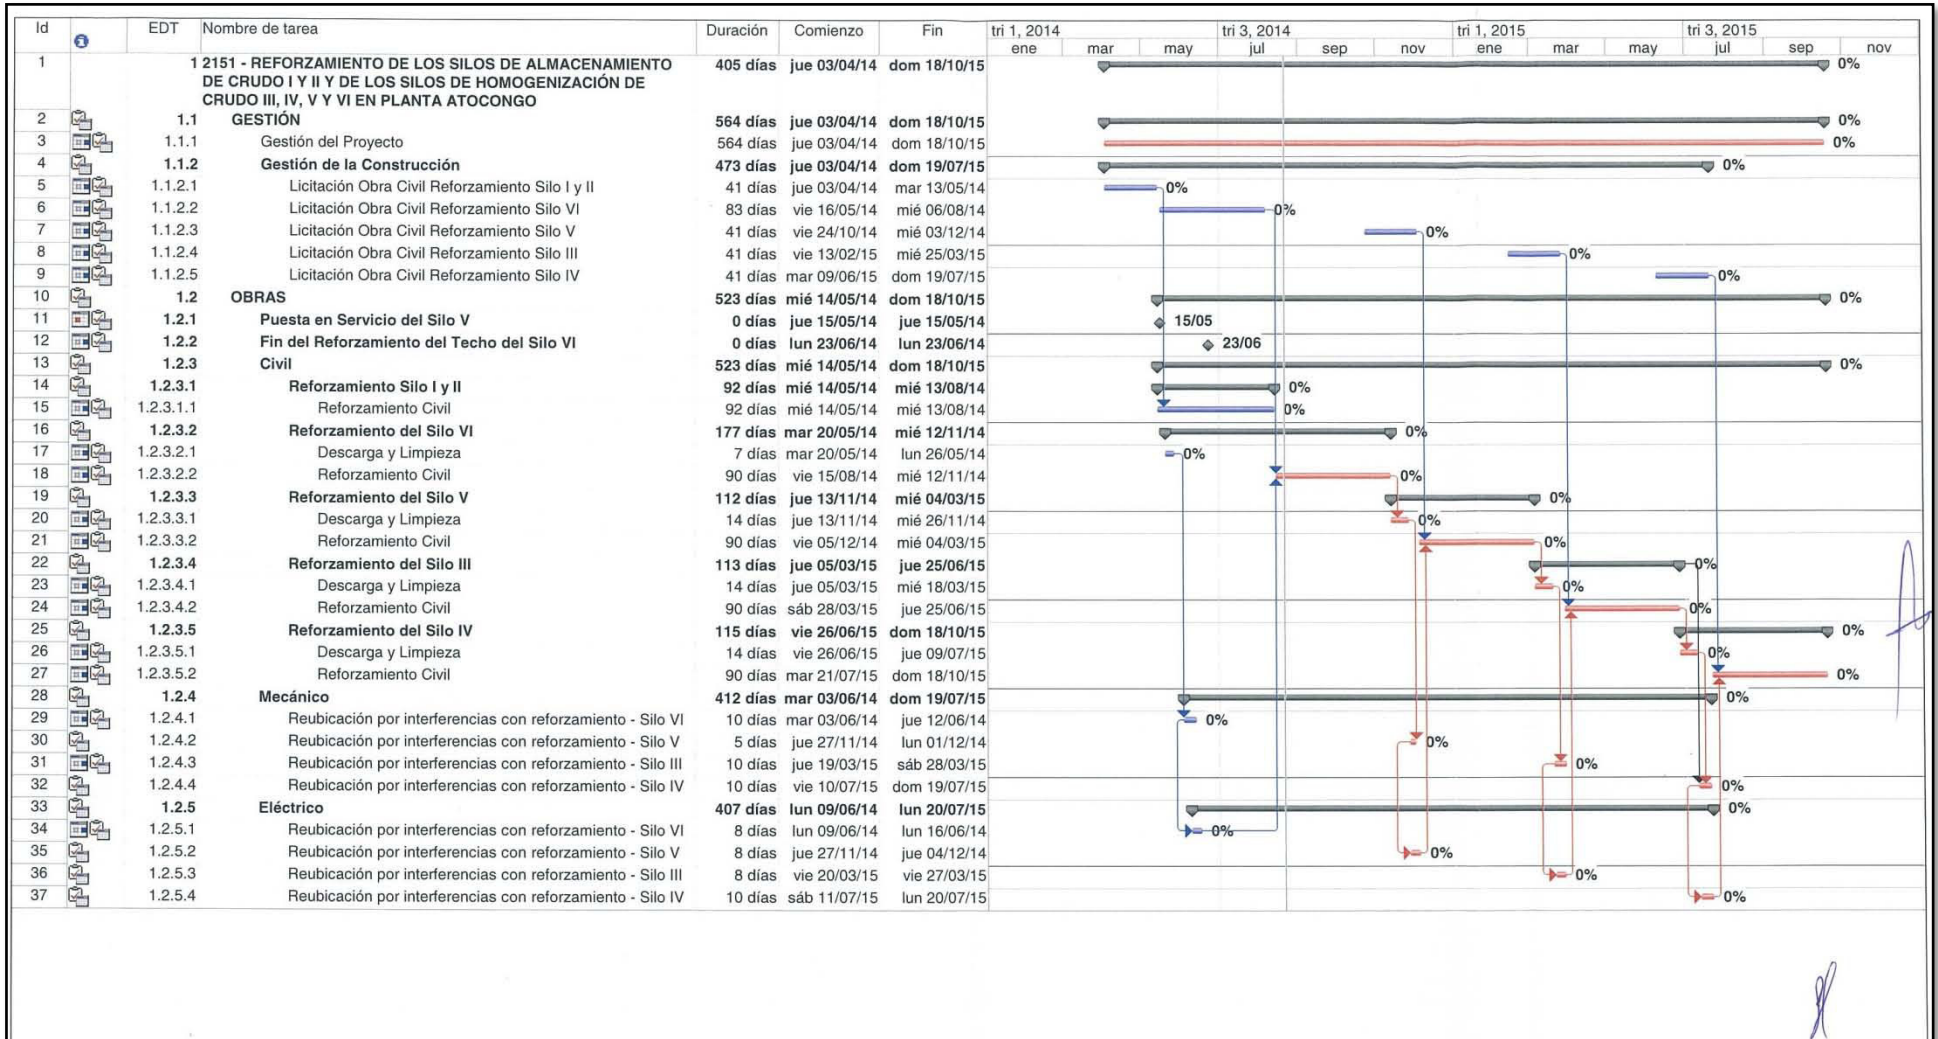 Id EDT Nombre de tarea Duración Comienzo Fin tri 1, 2014 tri 3, 2014 tri 1, 2015 tri 3, 2015
ene mar may jul sep nov ene mar may jul sep nov
1 1 2151 - REFORZAMIENTO DE LOS SILOS DE ALMACENAMIENTO 405 días jue 03/04/14 dom 18/10/15 0%
DE CRUDO I Y II Y DE LOS SILOS DE HOMOGENIZACIÓN DE
CRUDO III, IV, V Y VI EN PLANTA ATOCONGO
2 1.1 GESTIÓN 564 días jue 03/04/14 dom 18/10/15 0%
3 1.1.1 Gestión del Proyecto 564 días jue 03/04/14 dom 18/10/15 0%
4 1.1.2 Gestión de la Construcción 473 días jue 03/04/14 dom 19/07/15 0%
5 1.1.2.1 Licitación Obra Civil Reforzamiento Silo I y II 41 días jue 03/04/14 mar 13/05/14 0%
6 1.1.2.2 Licitación Obra Civil Reforzamiento Silo VI 83 días vie 16/05/14 mié 06/08/14 0%
7 1.1.2.3 Licitación Obra Civil Reforzamiento Silo V 41 días vie 24/10/14 mié 03/12/14 0%
8 1.1.2.4 Licitación Obra Civil Reforzamiento Silo III 41 días vie 13/02/15 mié 25/03/15 0%
9 1.1.2.5 Licitación Obra Civil Reforzamiento Silo IV 41 días mar 09/06/15 dom 19/07/15 0%
10 1.2 OBRAS 523 días mié 14/05/14 dom 18/10/15 0%
11 1.2.1 Puesta en Servicio del Silo V 0 días jue 15/05/14 jue 15/05/14 15/05
12 1.2.2 Fin del Reforzamiento del Techo del Silo VI 0 días lun 23/06/14 lun 23/06/14 23/06
13 1.2.3 Civil 523 días mié 14/05/14 dom 18/10/15 0%
14 1.2.3.1 Reforzamiento Silo I y II 92 días mié 14/05/14 mié 13/08/14 0%
15 1.2.3.1.1 Reforzamiento Civil 92 días mié 14/05/14 mié 13/08/14 0%
16 1.2.3.2 Reforzamiento del Silo VI 177 días mar 20/05/14 mié 12/11/14 0%
17 1.2.3.2.1 Descarga y Limpieza 7 días mar 20/05/14 lun 26/05/14 0%
18 1.2.3.2.2 Reforzamiento Civil 90 días vie 15/08/14 mié 12/11/14 0%
19 1.2.3.3 Reforzamiento del Silo V 112 días jue 13/11/14 mié 04/03/15 0%
20 1.2.3.3.1 Descarga y Limpieza 14 días jue 13/11/14 mié 26/11/14 0%
21 1.2.3.3.2 Reforzamiento Civil 90 días vie 05/12/14 mié 04/03/15 0%
22 1.2.3.4 Reforzamiento del Silo III 113 días jue 05/03/15 jue 25/06/15 0%
23 1.2.3.4.1 Descarga y Limpieza 14 días jue 05/03/15 mié 18/03/15 0%
24 1.2.3.4.2 Reforzamiento Civil 90 días sáb 28/03/15 jue 25/06/15 0%
25 1.2.3.5 Reforzamiento del Silo IV 115 días vie 26/06/15 dom 18/10/15 0%
26 1.2.3.5.1 Descarga y Limpieza 14 días vie 26/06/15 jue 09/07/15 0%
27 1.2.3.5.2 Reforzamiento Civil 90 días mar 21/07/15 dom 18/10/15 0%
28 1.2.4 Mecánico 412 días mar 03/06/14 dom 19/07/15 0%
29 1.2.4.1 Reubicación por interferencias con reforzamiento - Silo VI 10 días mar 03/06/14 jue 12/06/14 0%
30 1.2.4.2 Reubicación por interferencias con reforzamiento - Silo V 5 días jue 27/11/14 lun 01/12/14 0%
31 1.2.4.3 Reubicación por interferencias con reforzamiento - Silo III 10 días jue 19/03/15 sáb 28/03/15 0%
32 1.2.4.4 Reubicación por interferencias con reforzamiento - Silo IV 10 días vie 10/07/15 dom 19/07/15 0%
33 1.2.5 Eléctrico 407 días lun 09/06/14 lun 20/07/15 0%
34 1.2.5.1 Reubicación por interferencias con reforzamiento - Silo VI 8 días lun 09/06/14 lun 16/06/14 0%
35 1.2.5.2 Reubicación por interferencias con reforzamiento - Silo V 8 días jue 27/11/14 jue 04/12/14 0%
36 1.2.5.3 Reubicación por interferencias con reforzamiento - Silo III 8 días vie 20/03/15 vie 27/03/15 0%
37 1.2.5.4 Reubicación por interferencias con reforzamiento - Silo IV 10 días sáb 11/07/15 lun 20/07/15 0%